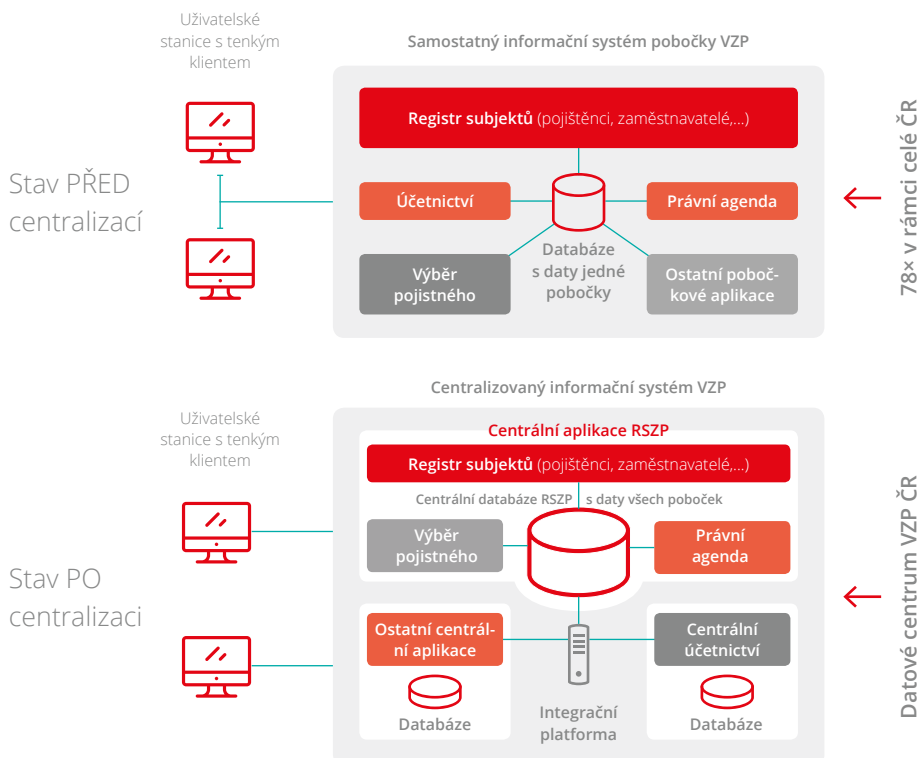 Uživatelské
stanice s tenkým
klientem
Samostatný informační systém pobočky VZP
Registr subjektů (pojištěnci, zaměstnavatelé,...)
Stav PŘED
centralizací
Účetnictví
Právní agenda
Databáze
s daty jedné
pobočky
Výběr
pojistného
Ostatní poboč-
kové aplikace
78× v rámci celé ČR
Centralizovaný informační systém VZP
Uživatelské
stanice s tenkým
klientem
Centrální aplikace RSZP
Registr subjektů (pojištěnci, zaměstnavatelé,...)
Centrální databáze RSZP s daty všech poboček
Výběr
pojistného
Právní
agenda
Stav PO
centralizaci
Ostatní centrál-
ní aplikace
Centrální
účetnictví
Databáze
Integrační
platforma
Databáze
Datové centrum VZP ČR